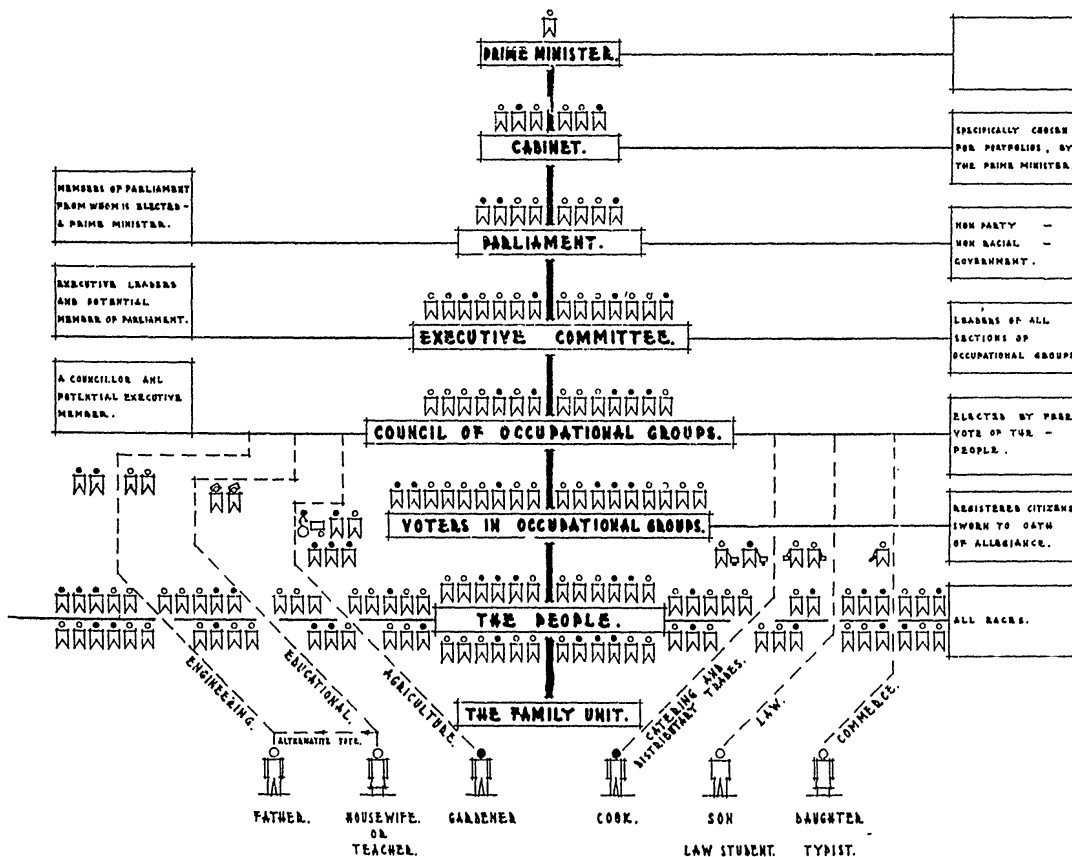 PRIME MINISTER.
CABINET.
SPECIFICALLY CHOSEN
FOR PORTFOLIOS, BY
THE PRIME MINISTER.
MEMBERS OF PARLIAMENT
FROM WHOM IS ELECTED -
A PRIME MINISTER.
PARLIAMENT.
NON PARTY -
NON RACIAL -
GOVERNMENT.
EXECUTIVE LEADERS
AND POTENTIAL
MEMBER OF PARLIAMENT.
EXECUTIVE COMMITTEE.
LEADERS OF ALL
SECTIONS OF
OCCUPATIONAL GROUPS
A COUNCILLOR AND
POTENTIAL EXECUTIVE
MEMBER.
COUNCIL OF OCCUPATIONAL GROUPS.
ELECTED BY FREE
VOTE OF THE -
PEOPLE.
VOTERS IN OCCUPATIONAL GROUPS.
REGISTERED CITIZENS
SWORN TO OATH
OF ALLEGIANCE.
THE PEOPLE.
ALL RACES.
ENGINEERING.
EDUCATIONAL.
AGRICULTURE.
THE FAMILY UNIT.
CATERING AND
DISTRIBUTARY TRADES.
LAW.
COMMERCE.
ALTERNATIVE VOTE.
FATHER.
HOUSEWIFE.
OR
TEACHER.
GARDENER
COOK.
SON
LAW STUDENT.
DAUGHTER
TYPIST.